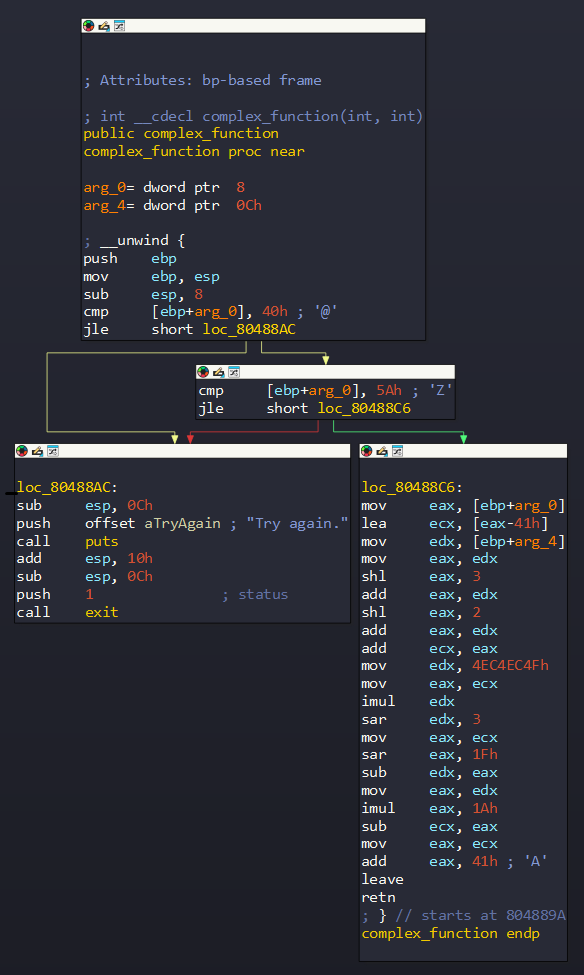 ; Attributes: bp-based frame
; int __cdecl complex_function(int, int)
public complex_function
complex_function proc near
arg_0= dword ptr  8
arg_4= dword ptr  0Ch
; __unwind {
push    ebp
mov     ebp, esp
sub     esp, 8
cmp     [ebp+arg_0], 40h ; '@'
jle     short loc_80488AC
cmp     [ebp+arg_0], 5Ah ; 'Z'
jle     short loc_80488C6
loc_80488AC:
sub     esp, 0Ch
push    offset aTryAgain ; "Try again."
call    puts
add     esp, 10h
sub     esp, 0Ch
push    1               ; status
call    exit
loc_80488C6:
mov     eax, [ebp+arg_0]
lea     ecx, [eax-41h]
mov     edx, [ebp+arg_4]
mov     eax, edx
shl     eax, 3
add     eax, edx
shl     eax, 2
add     eax, edx
add     ecx, eax
mov     edx, 4EC4EC4Fh
mov     eax, ecx
imul    edx
sar     edx, 3
mov     eax, ecx
sar     eax, 1Fh
sub     edx, eax
mov     eax, edx
imul    eax, 1Ah
sub     ecx, eax
mov     eax, ecx
add     eax, 41h ; 'A'
leave
retn
; } // starts at 804889A
complex_function endp